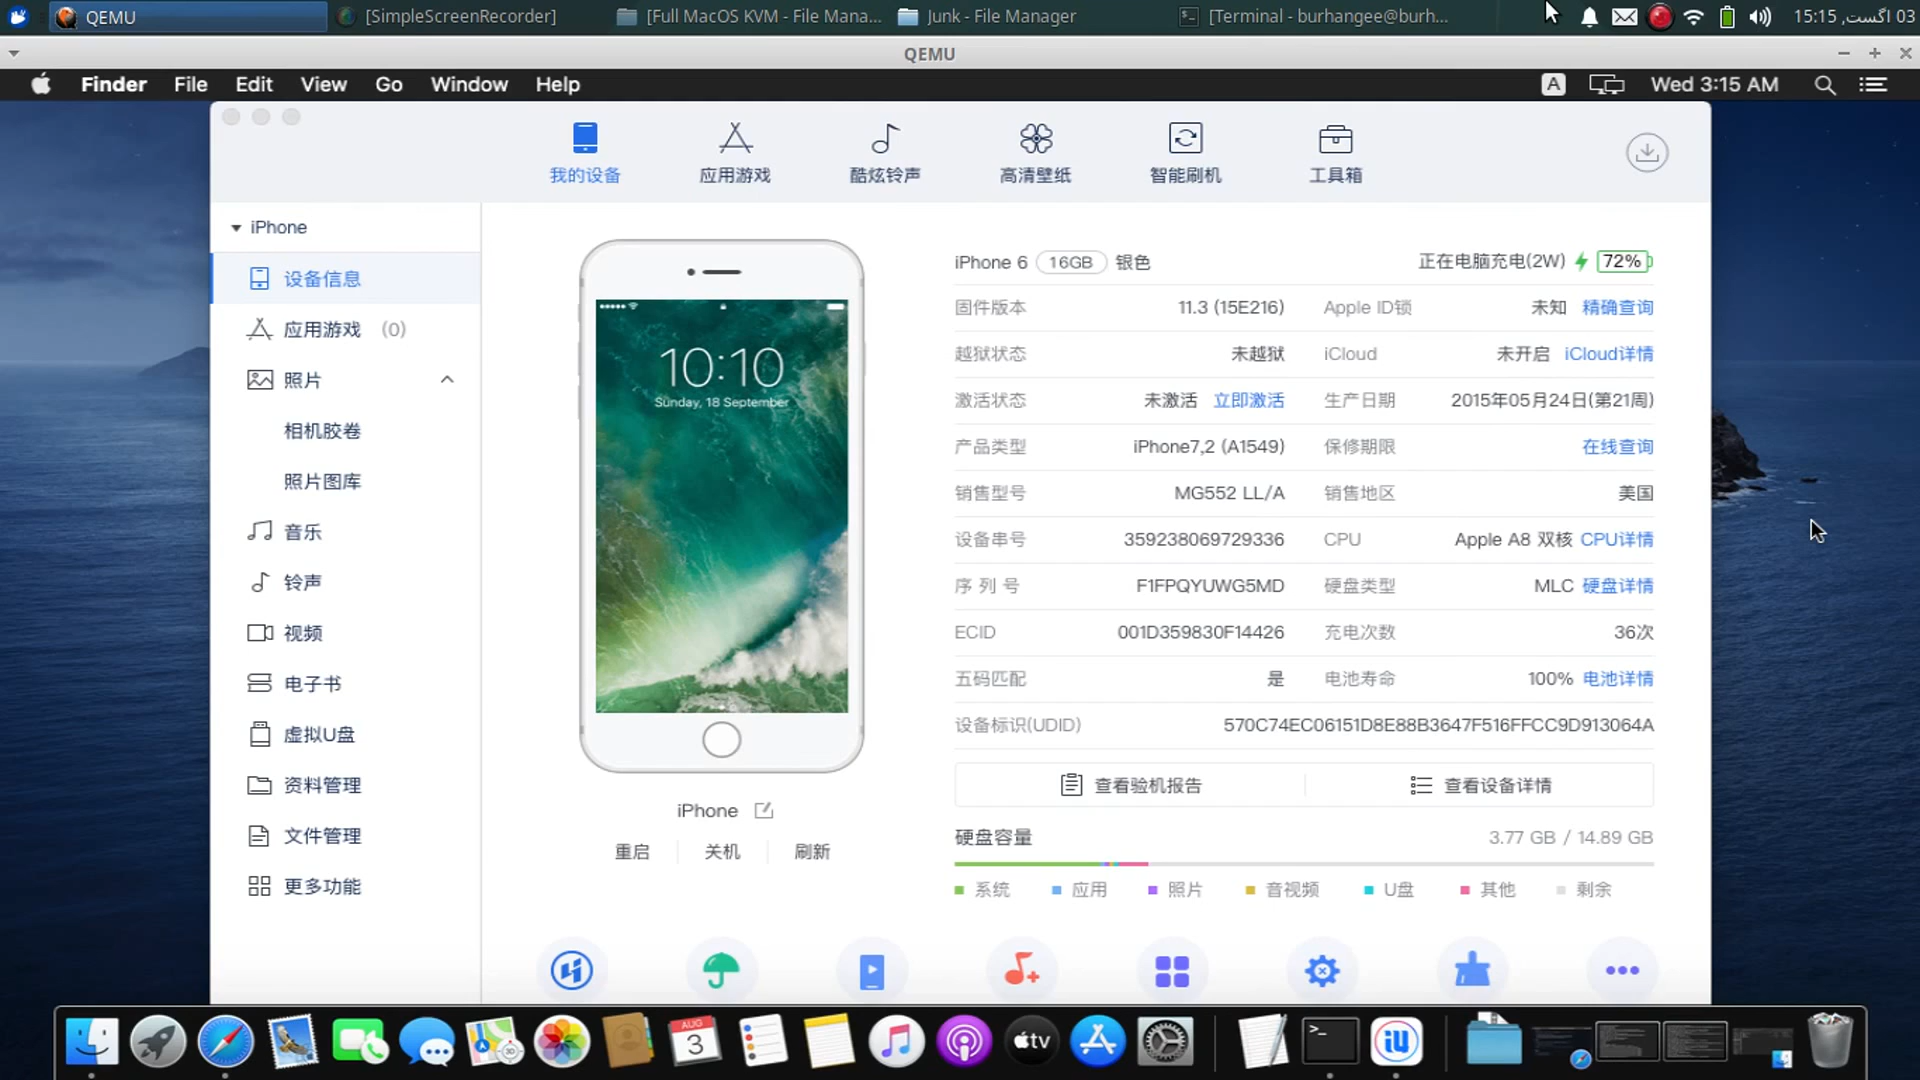 QEMU
[SimpleScreenRecorder]
[Full MacOS KVM - File Mana...
Junk - File Manager
[Terminal - burhangee@burh...
03 اگست, 15:15
QEMU
Finder File Edit View Go Window Help
A
Wed 3:15 AM
我的设备
应用游戏
酷炫铃声
高清壁纸
智能刷机
工具箱
iPhone
设备信息
应用游戏 (0)
照片
相机胶卷
照片图库
音乐
铃声
视频
电子书
虚拟U盘
资料管理
文件管理
更多功能
10:10
Sunday, 18 September
iPhone
重启 关机 刷新
iPhone 6 16GB 银色 正在电脑充电(2W) 72%
固件版本 11.3 (15E216) Apple ID锁 未知 精确查询
越狱状态 未越狱 iCloud 未开启 iCloud详情
激活状态 未激活 立即激活 生产日期 2015年05月24日(第21周)
产品类型 iPhone7,2 (A1549) 保修期限 在线查询
销售型号 MG552 LL/A 销售地区 美国
设备串号 359238069729336 CPU Apple A8 双核 CPU详情
序列号 F1FPQYUWG5MD 硬盘类型 MLC 硬盘详情
ECID 001D359830F14426 充电次数 36次
五码匹配 是 电池寿命 100% 电池详情
设备标识(UDID) 570C74EC06151D8E88B3647F516FFCC9D913064A
查看验机报告 查看设备详情
硬盘容量 3.77 GB / 14.89 GB
系统 应用 照片 音视频 U盘 其他 剩余
AUG
3
tv
iU